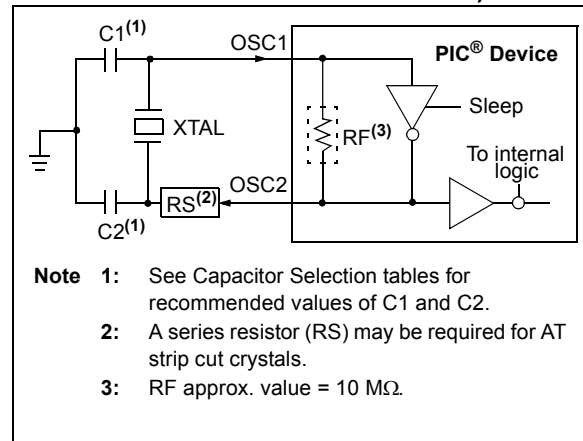 C1(1)
OSC1
PIC® Device
Sleep
XTAL
RF(3)
To internal
logic
OSC2
RS(2)
C2(1)
Note 1: See Capacitor Selection tables for
recommended values of C1 and C2.
2: A series resistor (RS) may be required for AT
strip cut crystals.
3: RF approx. value = 10 MΩ.